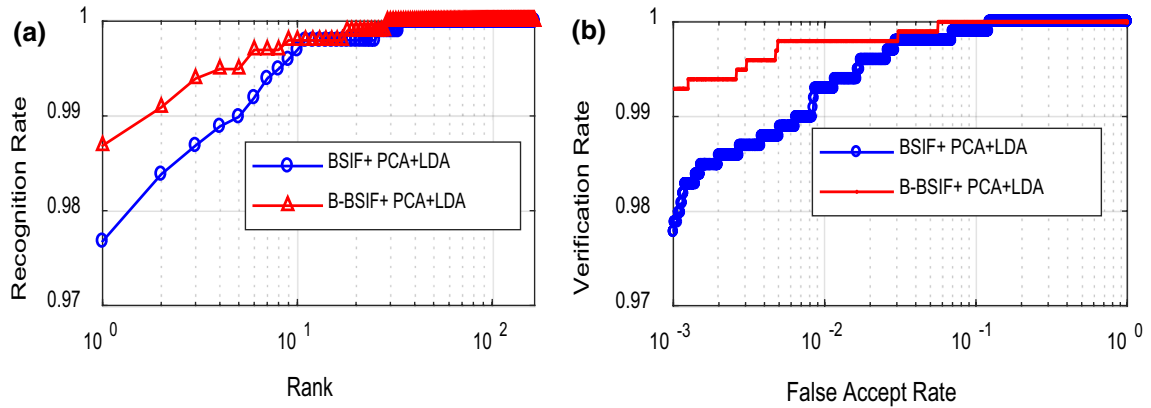 (a)
Recognition Rate
1
0.99
0.98
0.97
BSIF+ PCA+LDA
B-BSIF+ PCA+LDA
10^0
10^1
10^2
Rank
(b)
Verification Rate
1
0.99
0.98
0.97
BSIF+ PCA+LDA
B-BSIF+ PCA+LDA
10^-3
10^-2
10^-1
10^0
False Accept Rate